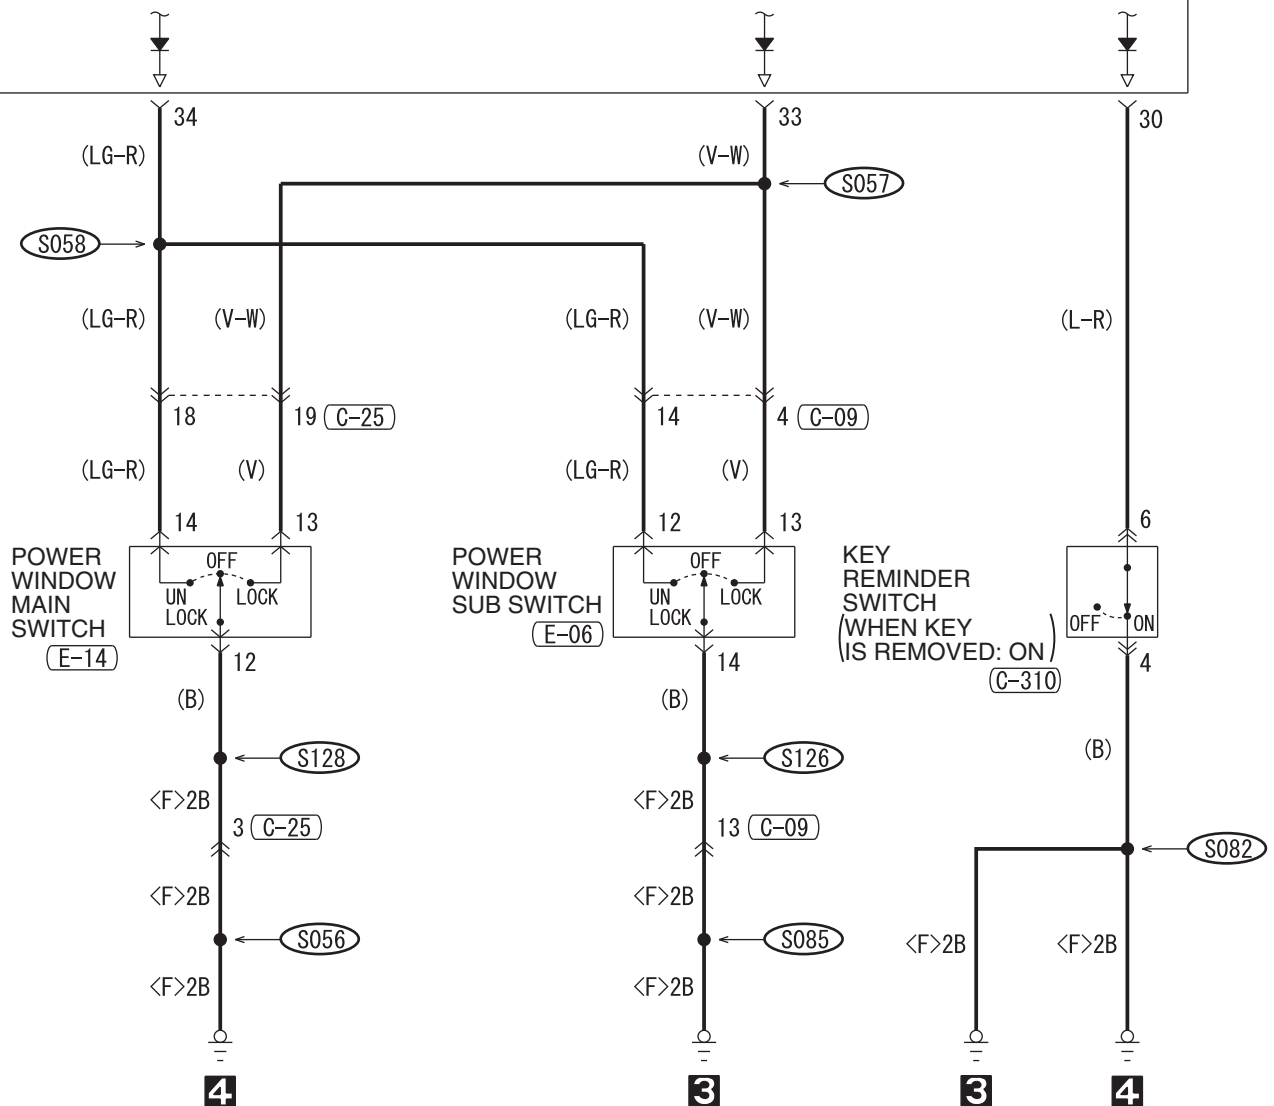 34
33
30
(LG-R)
(V-W)
S057
S058
(LG-R)
(V-W)
(LG-R)
(V-W)
(L-R)
18
19
C-25
14
4
C-09
(LG-R)
(V)
(LG-R)
(V)
14
13
12
13
6
POWER
WINDOW
MAIN
SWITCH
E-14
OFF
UN
LOCK
LOCK
POWER
WINDOW
SUB SWITCH
E-06
OFF
UN
LOCK
LOCK
KEY
REMINDER
SWITCH
(WHEN KEY
IS REMOVED: ON)
C-310
OFF
ON
12
14
4
(B)
(B)
(B)
S128
S126
<F>2B
<F>2B
3
C-25
13
C-09
S082
<F>2B
<F>2B
S056
S085
<F>2B
<F>2B
<F>2B
<F>2B
4
3
3
4